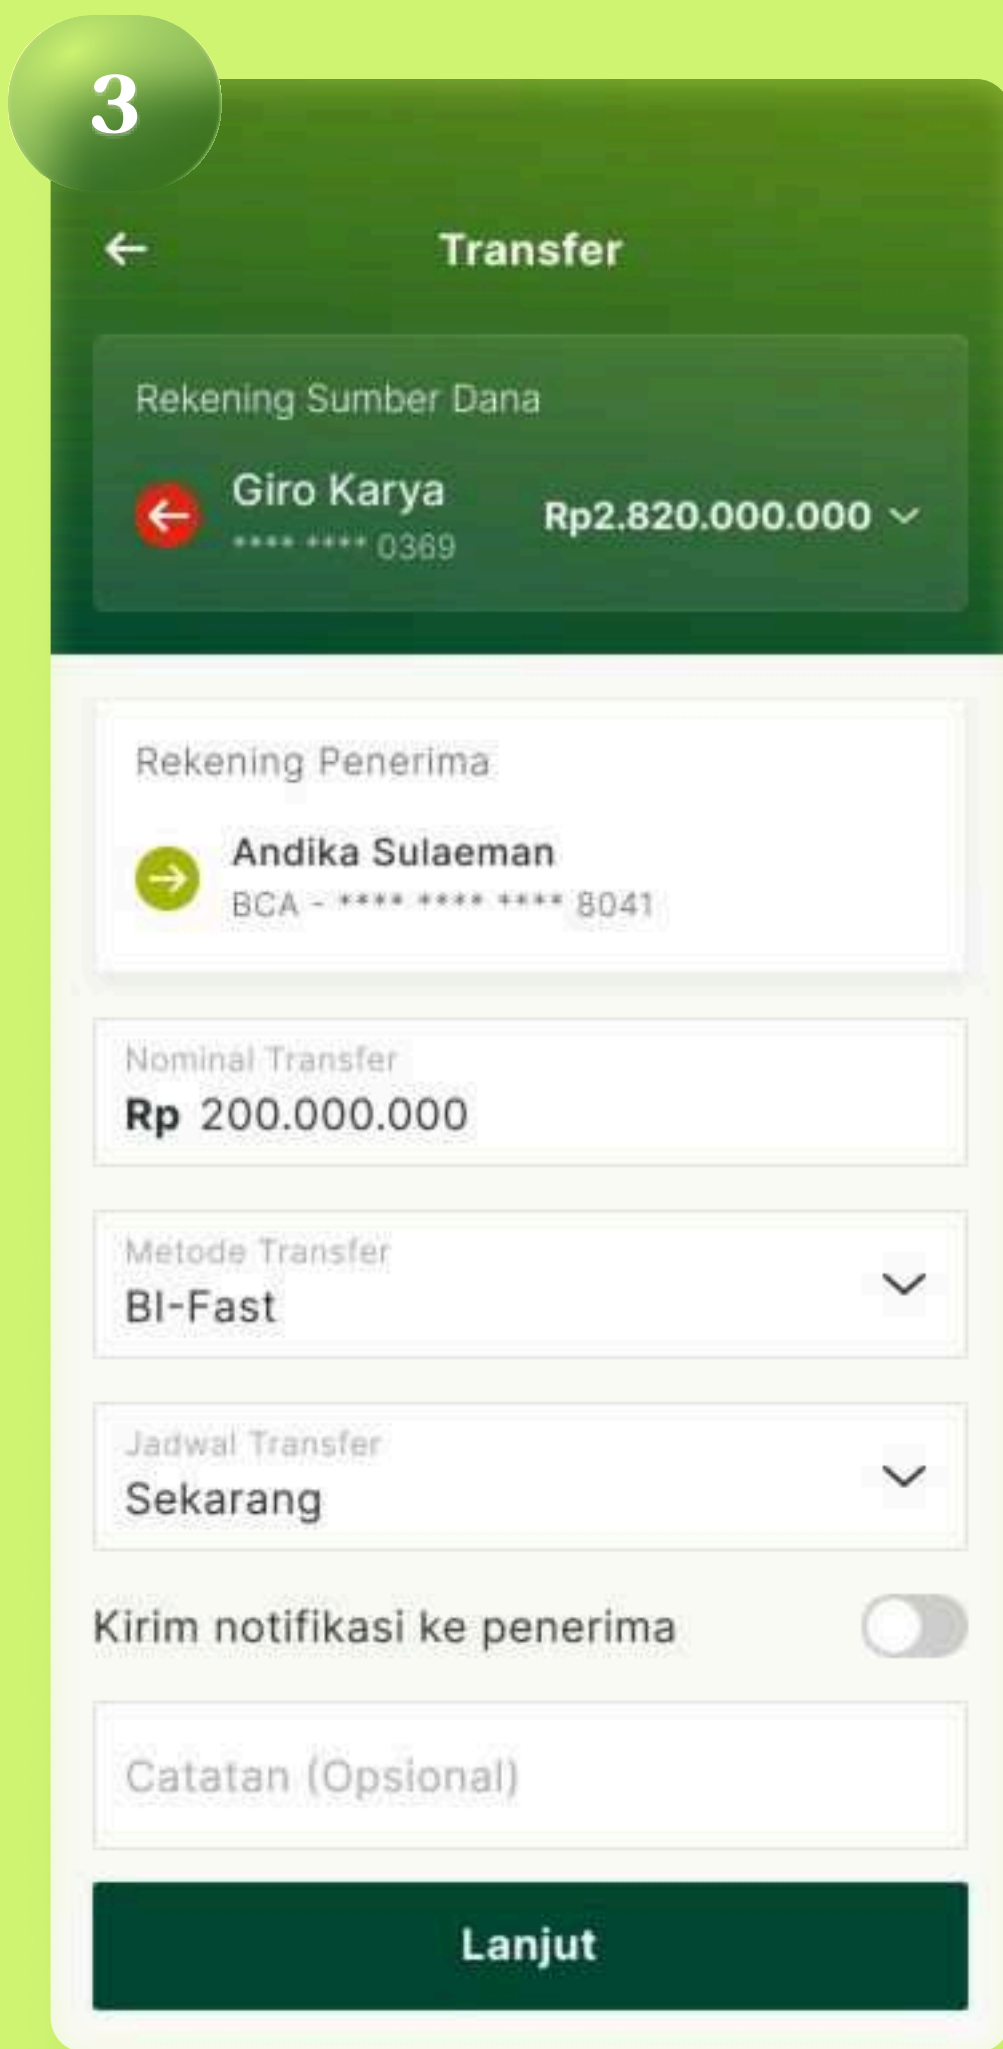 3
Transfer
Rekening Sumber Dana
Giro Karya
**** **** 0369
Rp2.820.000.000
Rekening Penerima
Andika Sulaeman
BCA - **** **** **** 8041
Nominal Transfer
Rp 200.000.000
Metode Transfer
BI-Fast
Jadwal Transfer
Sekarang
Kirim notifikasi ke penerima
Catatan (Opsional)
Lanjut